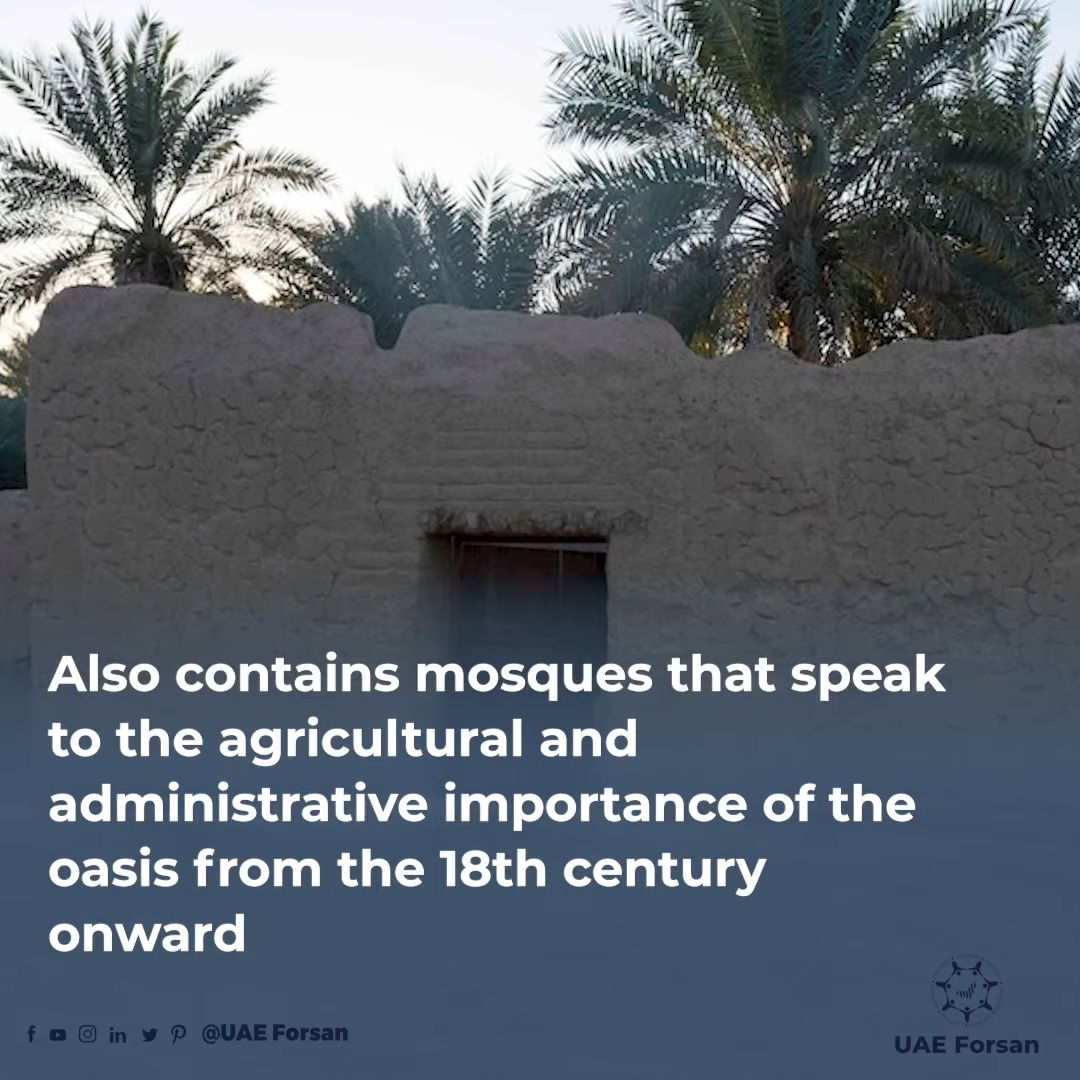 Also contains mosques that speak
to the agricultural and
administrative importance of the
oasis from the 18th century
onward
@UAE Forsan
UAE Forsan